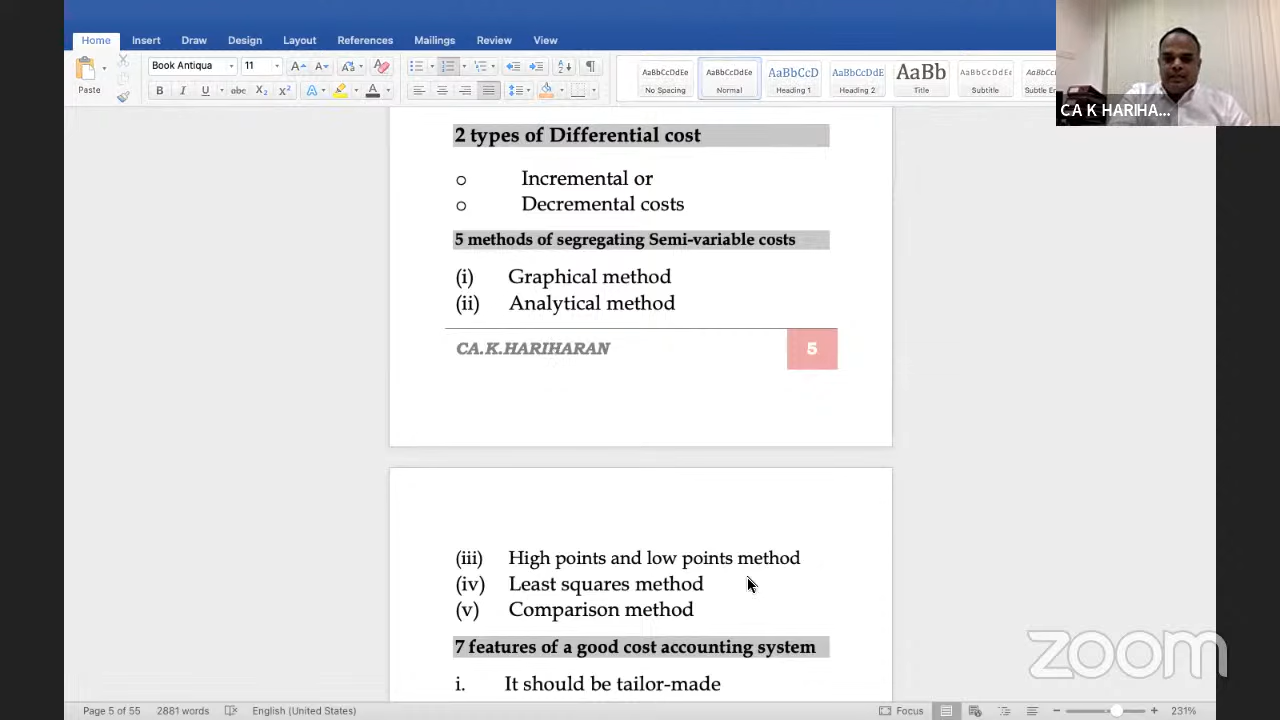 Home Insert Draw Design Layout References Mailings Review View
Paste
Book Antiqua 11
AaBbCcDdEe AaBbCcDdEe AaBbCcD AaBbCcDdE AaBb AaBbCcDdEe AaBbCcDdEe
No Spacing Normal Heading 1 Heading 2 Title Subtitle Subtle Em
CA K HARIHA...
2 types of Differential cost
o Incremental or
o Decremental costs
5 methods of segregating Semi-variable costs
(i) Graphical method
(ii) Analytical method
CA.K.HARIHARAN 5
(iii) High points and low points method
(iv) Least squares method
(v) Comparison method
7 features of a good cost accounting system
i. It should be tailor-made
zoom
Page 5 of 55 2881 words English (United States) Focus 231%